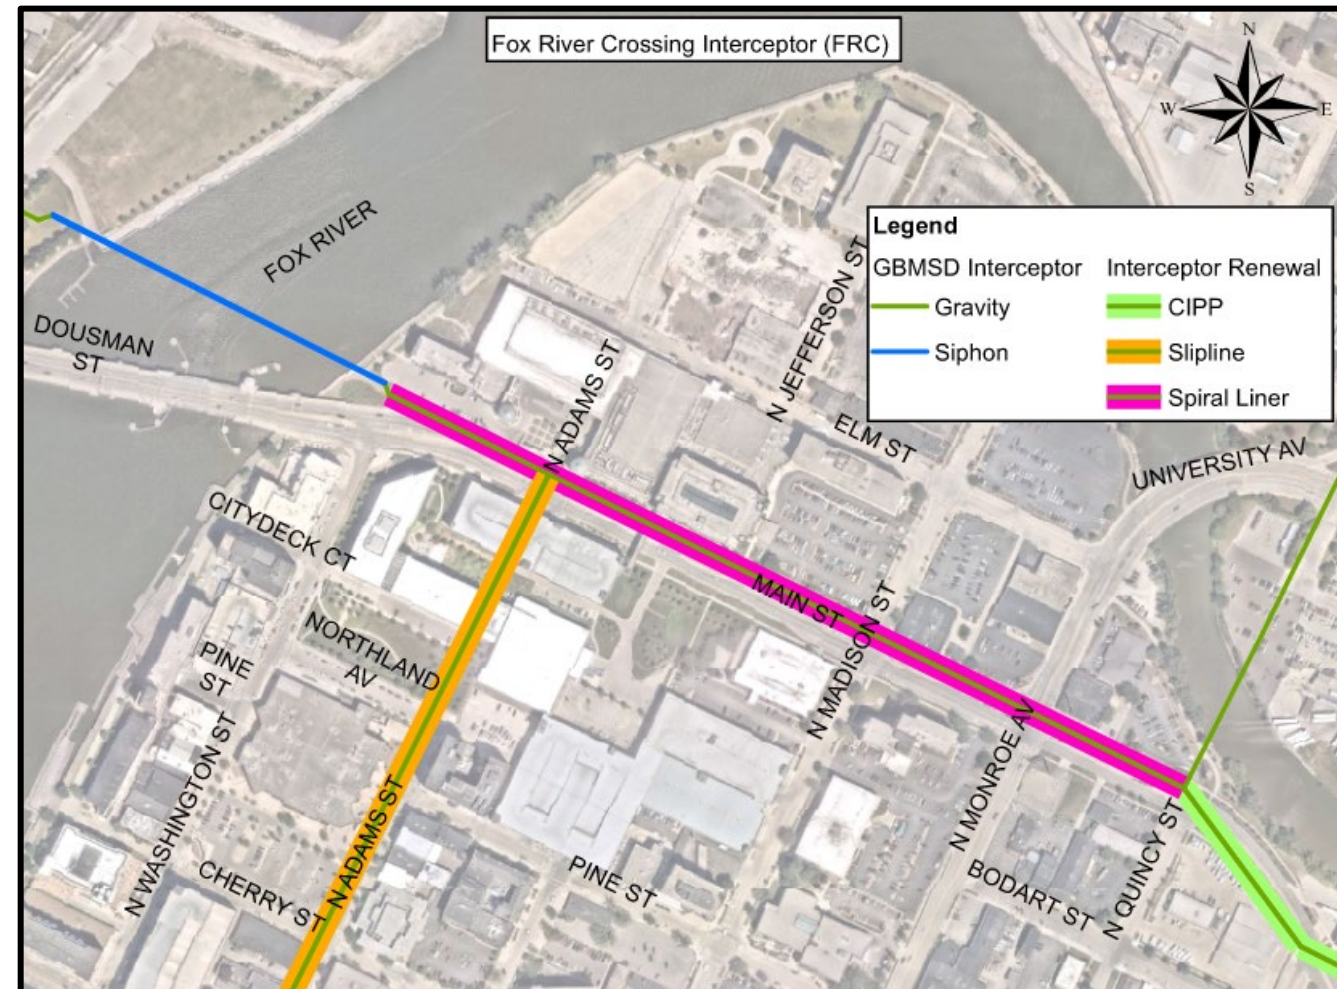 Fox River Crossing Interceptor (FRC)
N
W
E
S
FOX RIVER
Legend
GBMSD Interceptor
Interceptor Renewal
Gravity
CIPP
Siphon
Slipline
Spiral Liner
DOUSMAN
ST
N ADAMS ST
N JEFFERSON ST
ELM ST
UNIVERSITY AV
CITYDECK CT
MAIN ST
NORTHLAND
AV
PINE
ST
N MADISON ST
N WASHINGTON ST
N MONROE AV
N ADAMS ST
CHERRY ST
PINE ST
BODART ST
N QUINCY ST